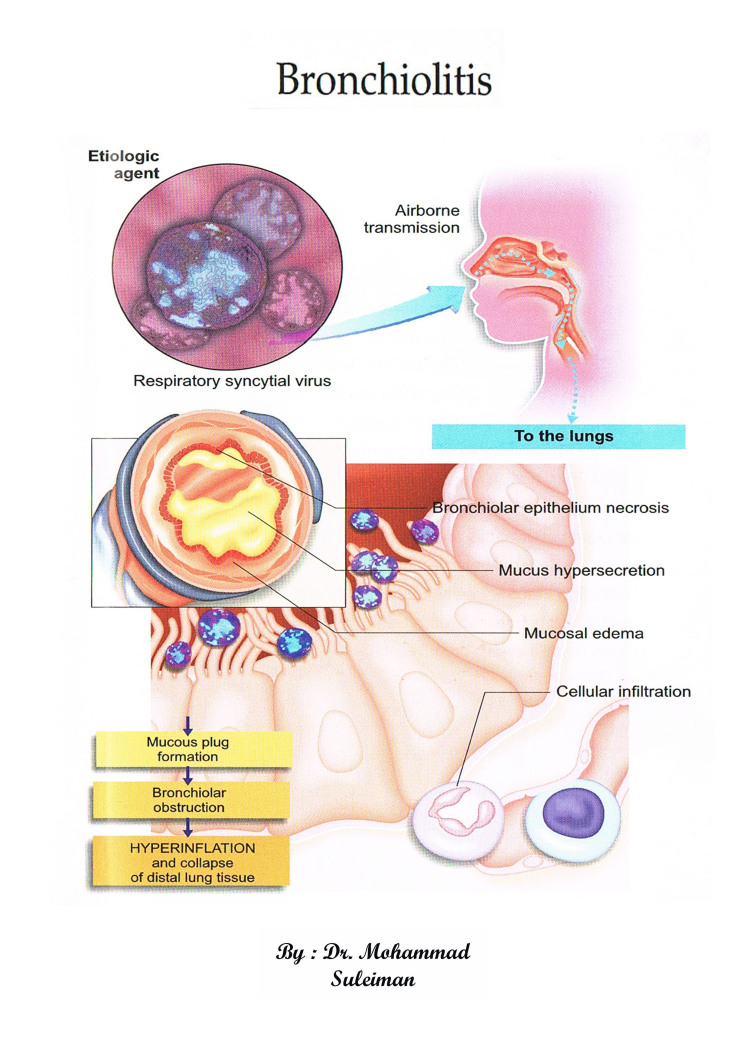 Bronchiolitis
Etiologic
agent
Airborne
transmission
Respiratory syncytial virus
To the lungs
Bronchiolar epithelium necrosis
Mucus hypersecretion
Mucosal edema
Cellular infiltration
Mucous plug
formation
Bronchiolar
obstruction
HYPERINFLATION
and collapse
of distal lung tissue
By : Dr. Mohammad
Suleiman